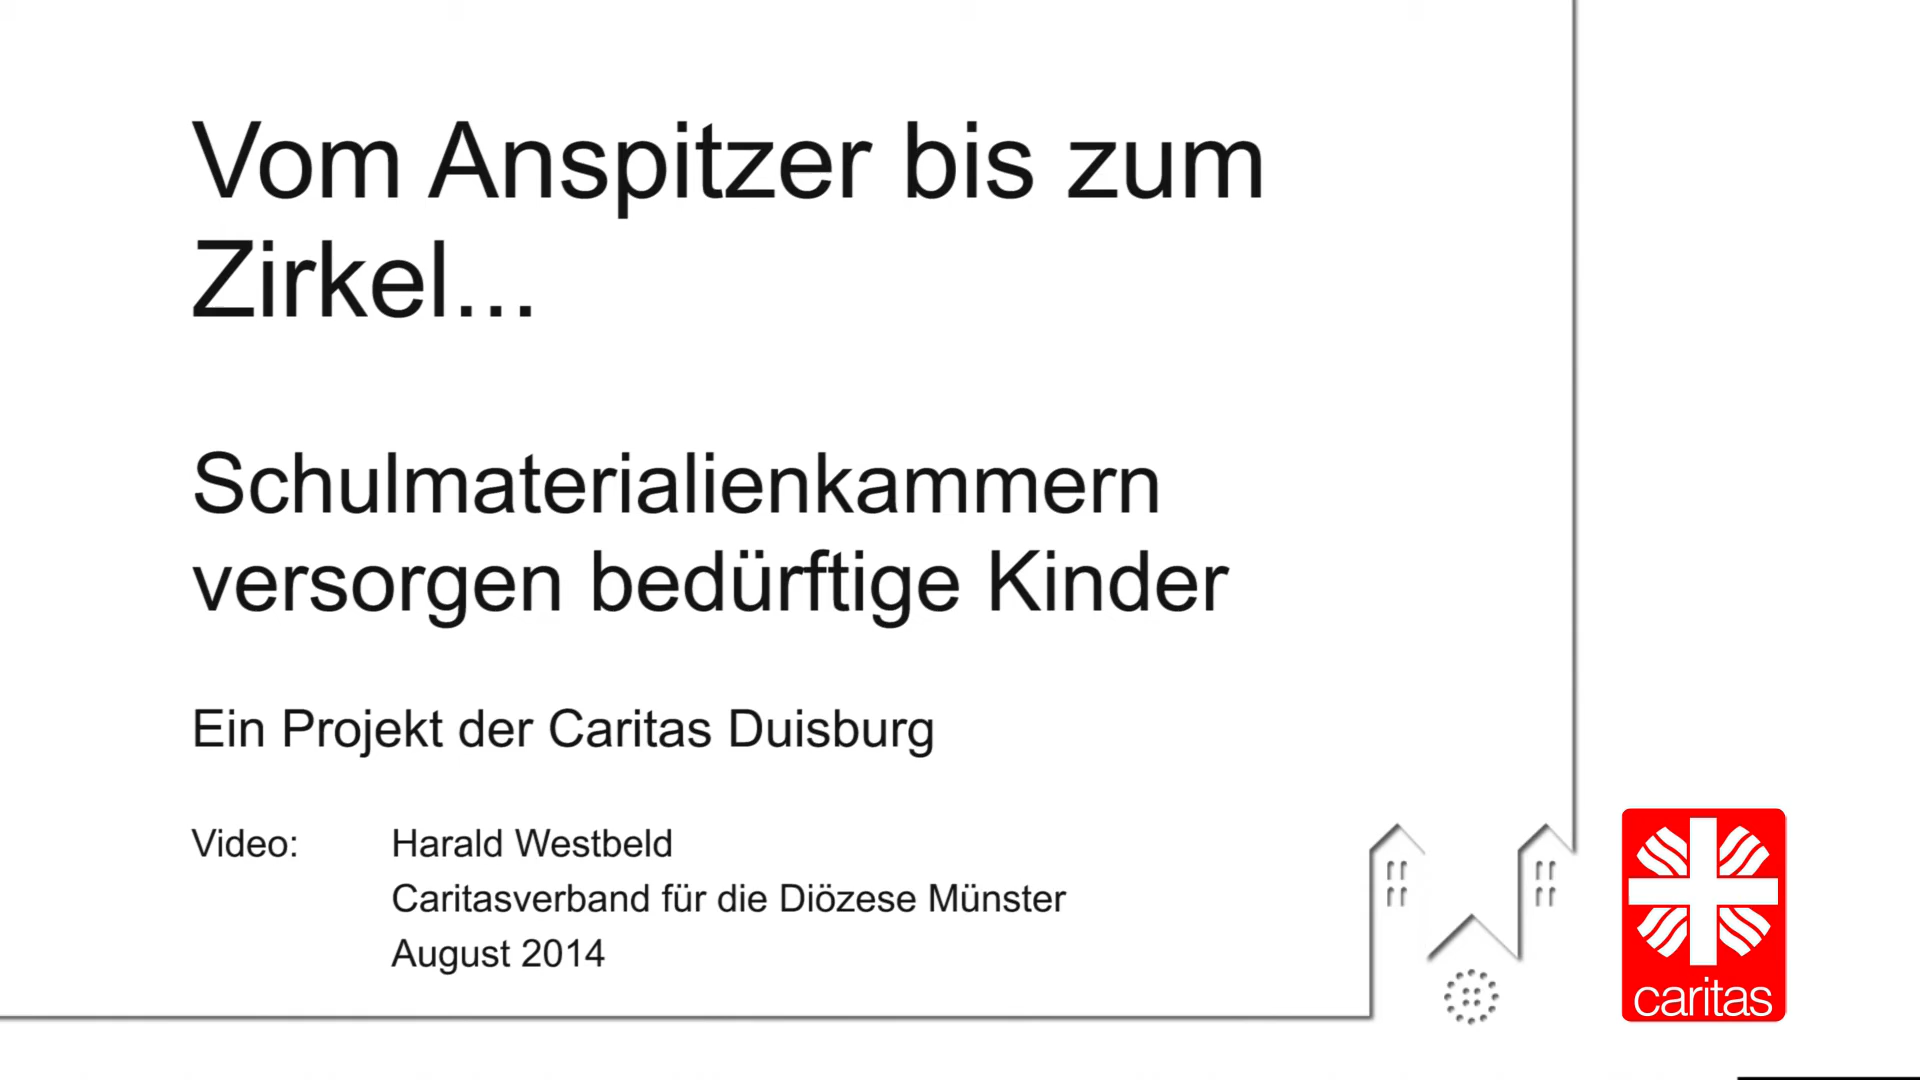 Vom Anspitzer bis zum
Zirkel...
Schulmaterialienkammern
versorgen bedürftige Kinder
Ein Projekt der Caritas Duisburg
Video: Harald Westbeld
Caritasverband für die Diözese Münster
August 2014
caritas